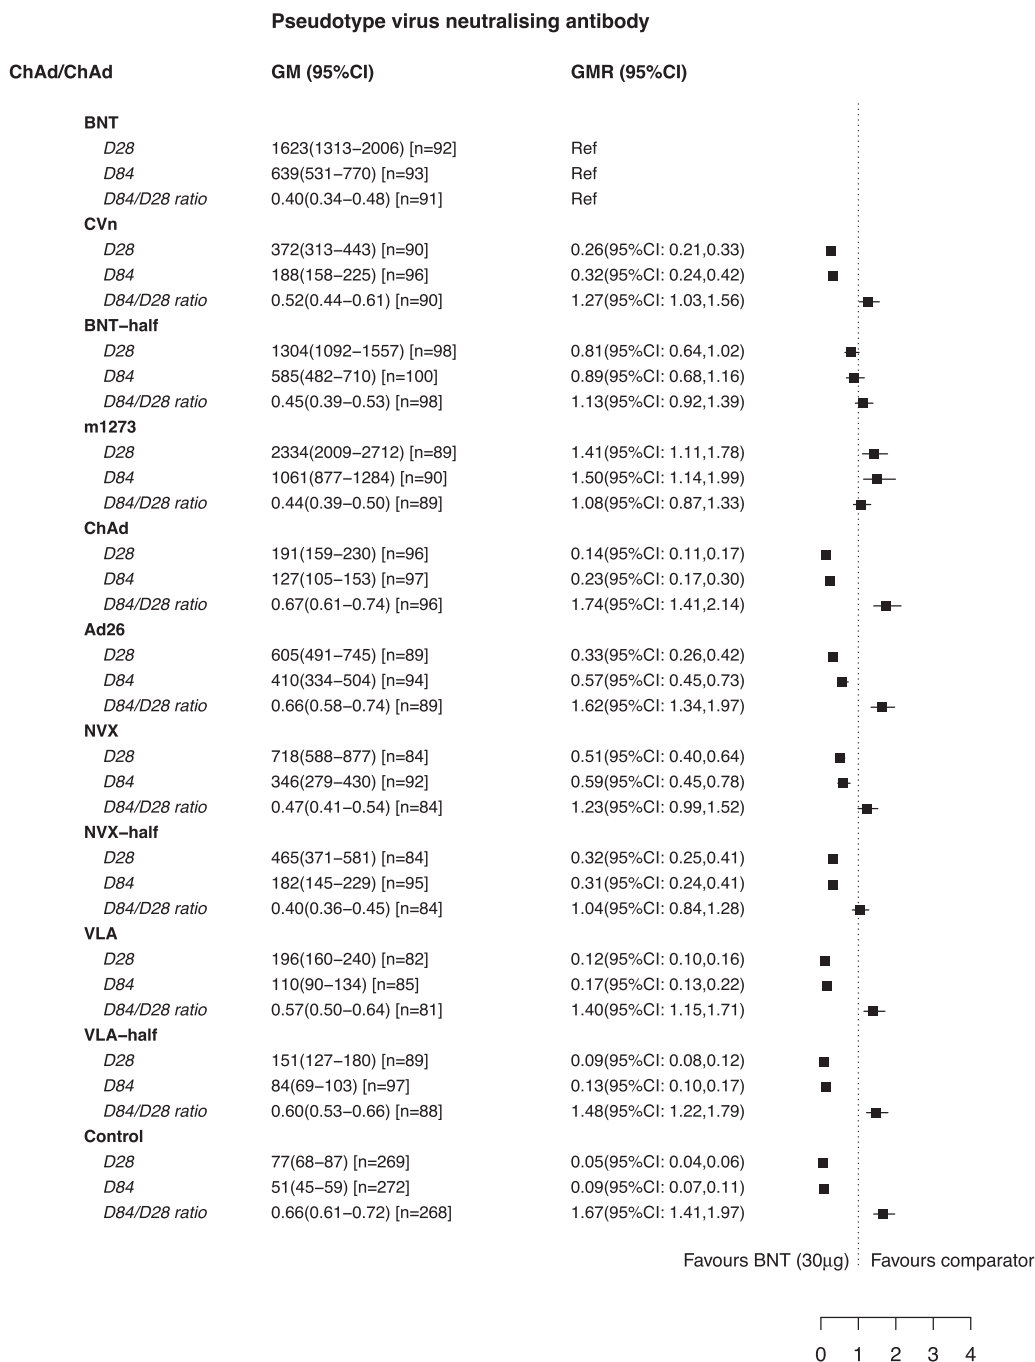 Pseudotype virus neutralising antibody
ChAd/ChAd GM (95%CI) GMR (95%CI)
BNT
D28 1623(1313−2006) [n=92] Ref
D84 639(531−770) [n=93] Ref
D84/D28 ratio 0.40(0.34−0.48) [n=91] Ref
CVn
D28 372(313−443) [n=90] 0.26(95%CI: 0.21,0.33)
D84 188(158−225) [n=96] 0.32(95%CI: 0.24,0.42)
D84/D28 ratio 0.52(0.44−0.61) [n=90] 1.27(95%CI: 1.03,1.56)
BNT−half
D28 1304(1092−1557) [n=98] 0.81(95%CI: 0.64,1.02)
D84 585(482−710) [n=100] 0.89(95%CI: 0.68,1.16)
D84/D28 ratio 0.45(0.39−0.53) [n=98] 1.13(95%CI: 0.92,1.39)
m1273
D28 2334(2009−2712) [n=89] 1.41(95%CI: 1.11,1.78)
D84 1061(877−1284) [n=90] 1.50(95%CI: 1.14,1.99)
D84/D28 ratio 0.44(0.39−0.50) [n=89] 1.08(95%CI: 0.87,1.33)
ChAd
D28 191(159−230) [n=96] 0.14(95%CI: 0.11,0.17)
D84 127(105−153) [n=97] 0.23(95%CI: 0.17,0.30)
D84/D28 ratio 0.67(0.61−0.74) [n=96] 1.74(95%CI: 1.41,2.14)
Ad26
D28 605(491−745) [n=89] 0.33(95%CI: 0.26,0.42)
D84 410(334−504) [n=94] 0.57(95%CI: 0.45,0.73)
D84/D28 ratio 0.66(0.58−0.74) [n=89] 1.62(95%CI: 1.34,1.97)
NVX
D28 718(588−877) [n=84] 0.51(95%CI: 0.40,0.64)
D84 346(279−430) [n=92] 0.59(95%CI: 0.45,0.78)
D84/D28 ratio 0.47(0.41−0.54) [n=84] 1.23(95%CI: 0.99,1.52)
NVX−half
D28 465(371−581) [n=84] 0.32(95%CI: 0.25,0.41)
D84 182(145−229) [n=95] 0.31(95%CI: 0.24,0.41)
D84/D28 ratio 0.40(0.36−0.45) [n=84] 1.04(95%CI: 0.84,1.28)
VLA
D28 196(160−240) [n=82] 0.12(95%CI: 0.10,0.16)
D84 110(90−134) [n=85] 0.17(95%CI: 0.13,0.22)
D84/D28 ratio 0.57(0.50−0.64) [n=81] 1.40(95%CI: 1.15,1.71)
VLA−half
D28 151(127−180) [n=89] 0.09(95%CI: 0.08,0.12)
D84 84(69−103) [n=97] 0.13(95%CI: 0.10,0.17)
D84/D28 ratio 0.60(0.53−0.66) [n=88] 1.48(95%CI: 1.22,1.79)
Control
D28 77(68−87) [n=269] 0.05(95%CI: 0.04,0.06)
D84 51(45−59) [n=272] 0.09(95%CI: 0.07,0.11)
D84/D28 ratio 0.66(0.61−0.72) [n=268] 1.67(95%CI: 1.41,1.97)
Favours BNT (30μg) Favours comparator
0 1 2 3 4